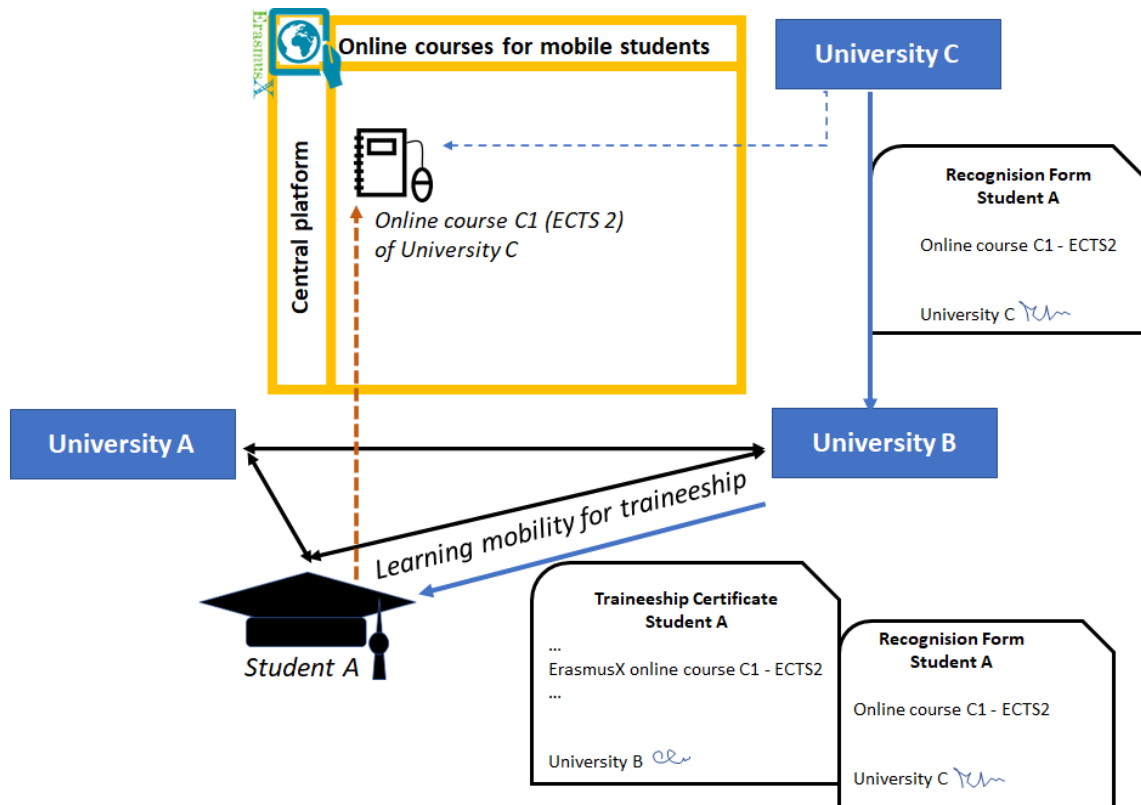 ErasmusX
Online courses for mobile students
University C
Central platform
Online course C1 (ECTS 2)
of University C
Recognision Form
Student A
Online course C1 - ECTS2
University C
University A
University B
Learning mobility for traineeship
Student A
Traineeship Certificate
Student A
...
ErasmusX online course C1 - ECTS2
...
University B
Recognision Form
Student A
Online course C1 - ECTS2
University C